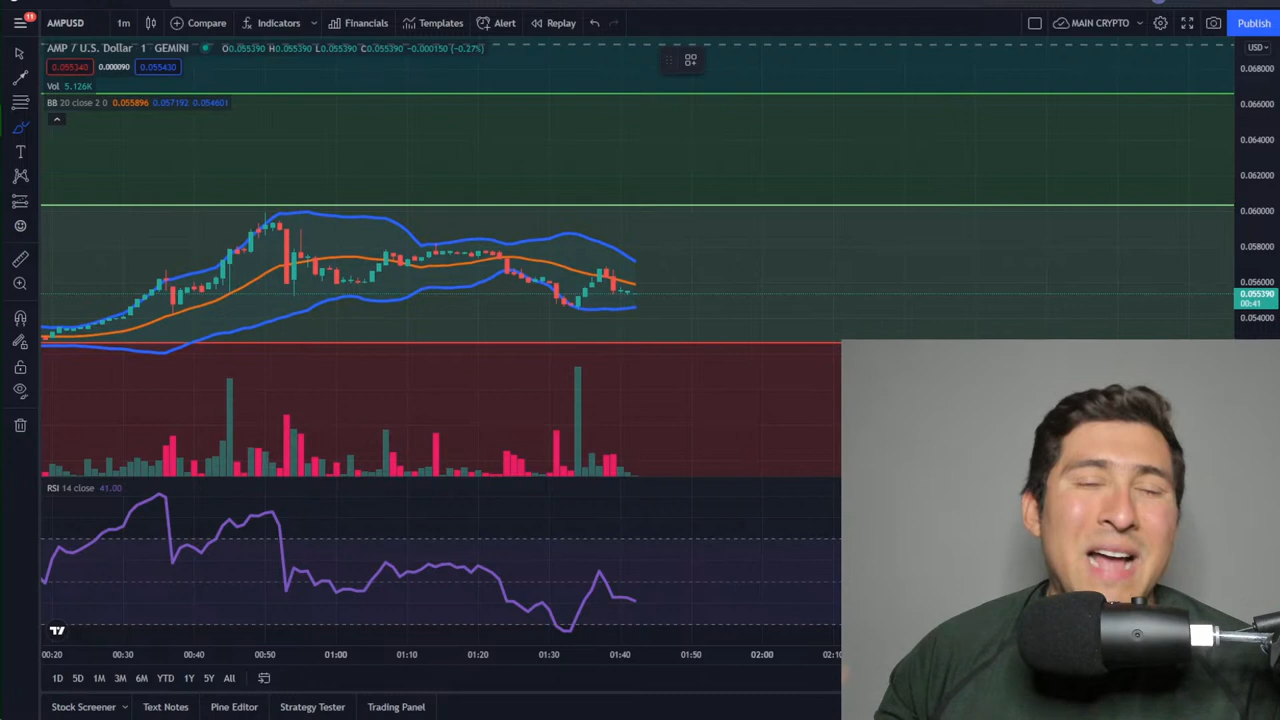 11
AMPUSD 1m Compare Indicators Financials Templates Alert Replay MAIN CRYPTO Publish
AMP / U.S. Dollar 1 GEMINI O0.055390 H0.055390 L0.055390 C0.055390 -0.000150 (-0.27%) USD
0.055340 0.000090 0.055430
Vol 5.126K
BB 20 close 2 0 0.055896 0.057192 0.054601
0.068000
0.066000
0.064000
0.062000
0.060000
0.058000
0.056000
0.055390
00:41
0.054000
RSI 14 close 41.00
00:20 00:30 00:40 00:50 01:00 01:10 01:20 01:30 01:40 01:50 02:00 02:10
1D 5D 1M 3M 6M YTD 1Y 5Y All
Stock Screener Text Notes Pine Editor Strategy Tester Trading Panel